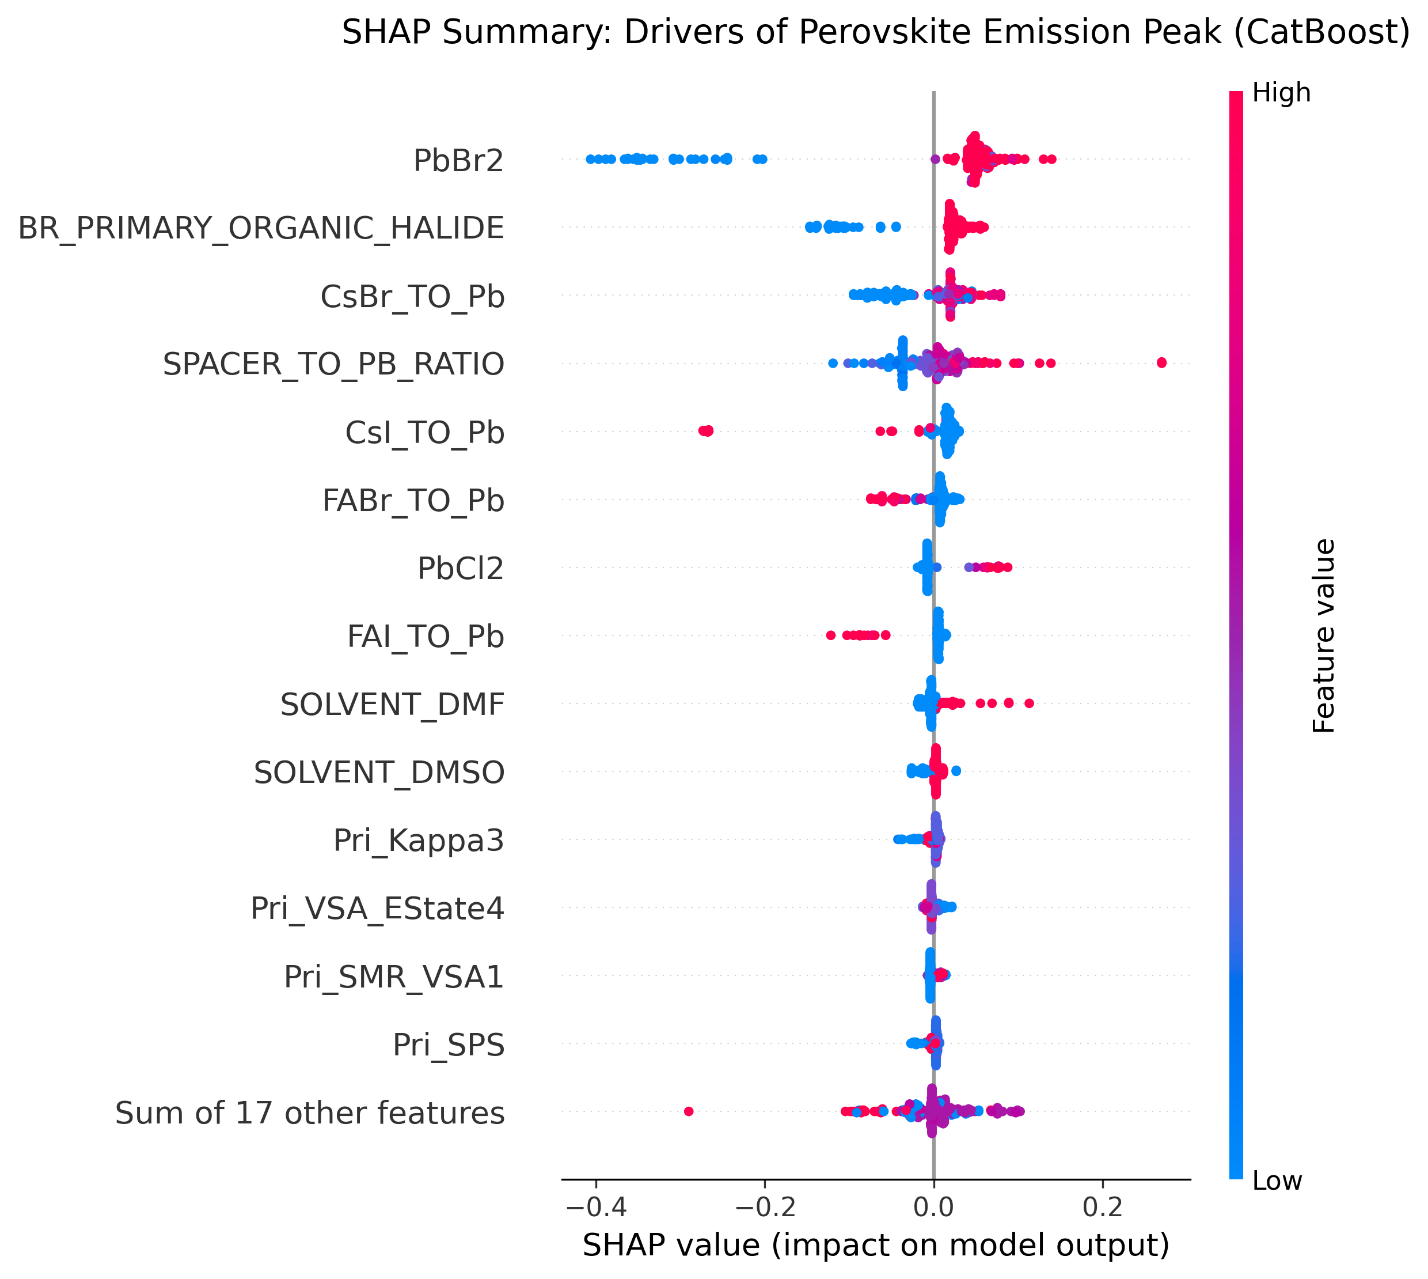 SHAP Summary: Drivers of Perovskite Emission Peak (CatBoost)
High
PbBr2
BR_PRIMARY_ORGANIC_HALIDE
CsBr_TO_Pb
SPACER_TO_PB_RATIO
CsI_TO_Pb
FABr_TO_Pb
PbCl2
FAI_TO_Pb
SOLVENT_DMF
SOLVENT_DMSO
Pri_Kappa3
Pri_VSA_EState4
Pri_SMR_VSA1
Pri_SPS
Sum of 17 other features
Feature value
Low
−0.4 −0.2 0.0 0.2
SHAP value (impact on model output)